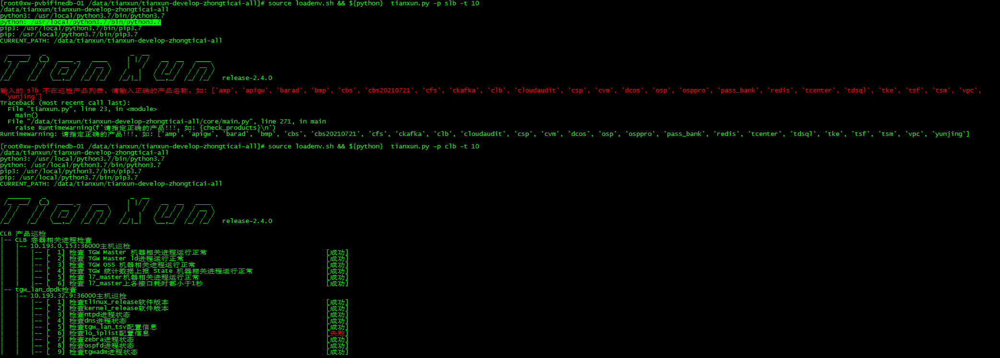 [root@xw-pvbifinedb-01 /data/tianxun/tianxun-develop-zhongticai-all]# source loadenv.sh && ${python}  tianxun.py -p slb -t 10
/data/tianxun/tianxun-develop-zhongticai-all
python3: /usr/local/python3.7/bin/python3.7
python: /usr/local/python3.7/bin/python3.7
pip3: /usr/local/python3.7/bin/pip3.7
pip: /usr/local/python3.7/bin/pip3.7
CURRENT_PATH: /data/tianxun/tianxun-develop-zhongticai-all
TianXun release-2.4.0
输入的 slb 不在巡检产品列表, 请输入正确的产品名称, 如: ['amp', 'apigw', 'barad', 'bmp', 'cbs', 'cbs20210721', 'cfs', 'ckafka', 'clb', 'cloudaudit', 'csp', 'cvm', 'dcos', 'osp', 'osppro', 'pass_bank', 'redis', 'tcenter', 'tdsql', 'tke', 'tsf', 'tsm', 'vpc',
'yunjing']
Traceback (most recent call last):
  File "tianxun.py", line 23, in <module>
    main()
  File "/data/tianxun/tianxun-develop-zhongticai-all/core/main.py", line 271, in main
    raise RuntimeWarning(f'请指定正确的产品!!!, 如: {check_products}\n')
RuntimeWarning: 请指定正确的产品!!!, 如: ['amp', 'apigw', 'barad', 'bmp', 'cbs', 'cbs20210721', 'cfs', 'ckafka', 'clb', 'cloudaudit', 'csp', 'cvm', 'dcos', 'osp', 'osppro', 'pass_bank', 'redis', 'tcenter', 'tdsql', 'tke', 'tsf', 'tsm', 'vpc', 'yunjing']
[root@xw-pvbifinedb-01 /data/tianxun/tianxun-develop-zhongticai-all]# source loadenv.sh && ${python}  tianxun.py -p clb -t 10
/data/tianxun/tianxun-develop-zhongticai-all
python3: /usr/local/python3.7/bin/python3.7
python: /usr/local/python3.7/bin/python3.7
pip3: /usr/local/python3.7/bin/pip3.7
pip: /usr/local/python3.7/bin/pip3.7
CURRENT_PATH: /data/tianxun/tianxun-develop-zhongticai-all
TianXun release-2.4.0
CLB 产品巡检
|-- CLB 容器相关进程检查
|   |-- 10.193.0.153:36000主机巡检
|   |   |-- [  1] 检查 TGW Master 机器相关进程运行正常 [成功]
|   |   |-- [  2] 检查 TGW Master ld进程运行正常 [成功]
|   |   |-- [  3] 检查 TGW OSS 机器相关进程运行正常 [成功]
|   |   |-- [  4] 检查 TGW 统计数据上报 State 机器相关进程运行正常 [成功]
|   |   |-- [  5] 检查 l7_master机器相关进程运行正常 [成功]
|   |   |-- [  6] 检查 l7_master上各接口耗时都小于1秒 [成功]
|-- tgw_lan_dpdk检查
|   |-- 10.193.32.9:36000主机巡检
|   |   |-- [  1] 检查tlinux_release软件版本 [成功]
|   |   |-- [  2] 检查kernel_release软件版本 [成功]
|   |   |-- [  3] 检查ntpd进程状态 [成功]
|   |   |-- [  4] 检查dns进程状态 [成功]
|   |   |-- [  5] 检查tgw_lan_tsv配置信息 [成功]
|   |   |-- [  6] 检查lo_iplist配置信息 [失败]
|   |   |-- [  7] 检查zebra进程状态 [成功]
|   |   |-- [  8] 检查ospfd进程状态 [成功]
|   |   |-- [  9] 检查tgwadm进程状态 [成功]